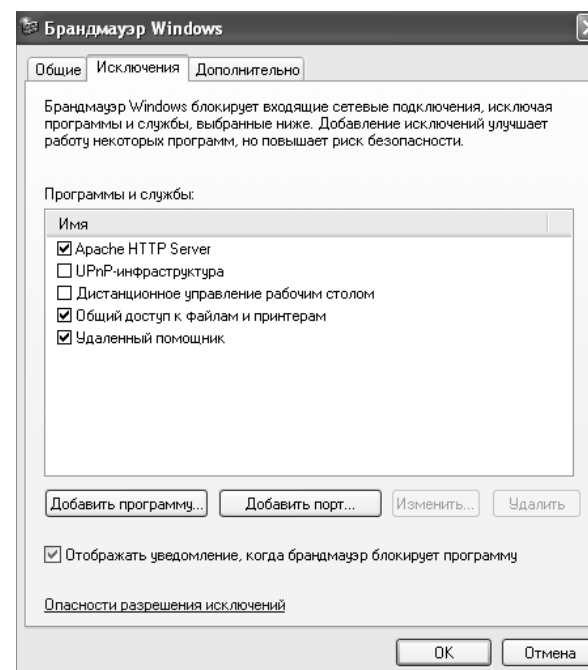 Брандмауэр Windows
Общие Исключения Дополнительно
Брандмауэр Windows блокирует входящие сетевые подключения, исключая
программы и службы, выбранные ниже. Добавление исключений улучшает
работу некоторых программ, но повышает риск безопасности.
Программы и службы:
Имя
Apache HTTP Server
UPnP-инфраструктура
Дистанционное управление рабочим столом
Общий доступ к файлам и принтерам
Удаленный помощник
Добавить программу... Добавить порт... Изменить... Удалить
Отображать уведомление, когда брандмауэр блокирует программу
Опасности разрешения исключений
OK Отмена